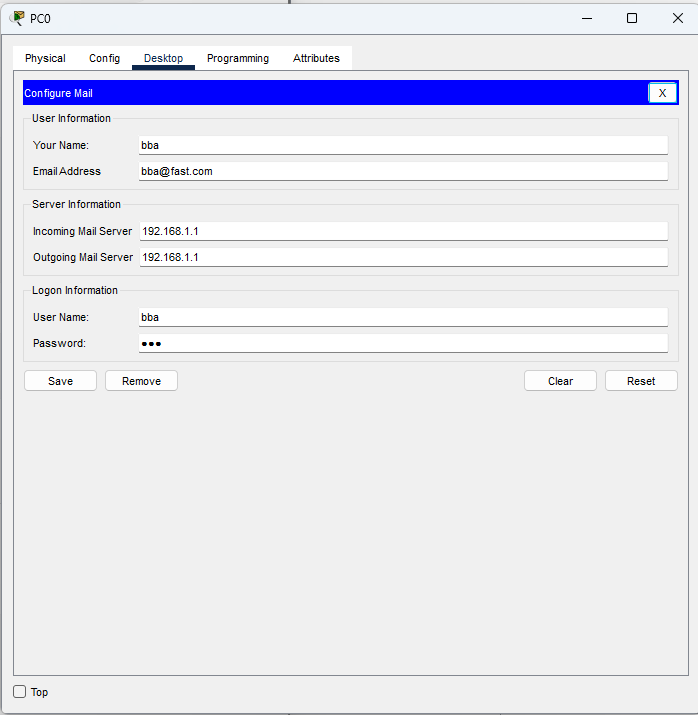 PC0
Physical Config Desktop Programming Attributes
Configure Mail X
User Information
Your Name: bba
Email Address bba@fast.com
Server Information
Incoming Mail Server 192.168.1.1
Outgoing Mail Server 192.168.1.1
Logon Information
User Name: bba
Password: ●●●
Save Remove Clear Reset
Top